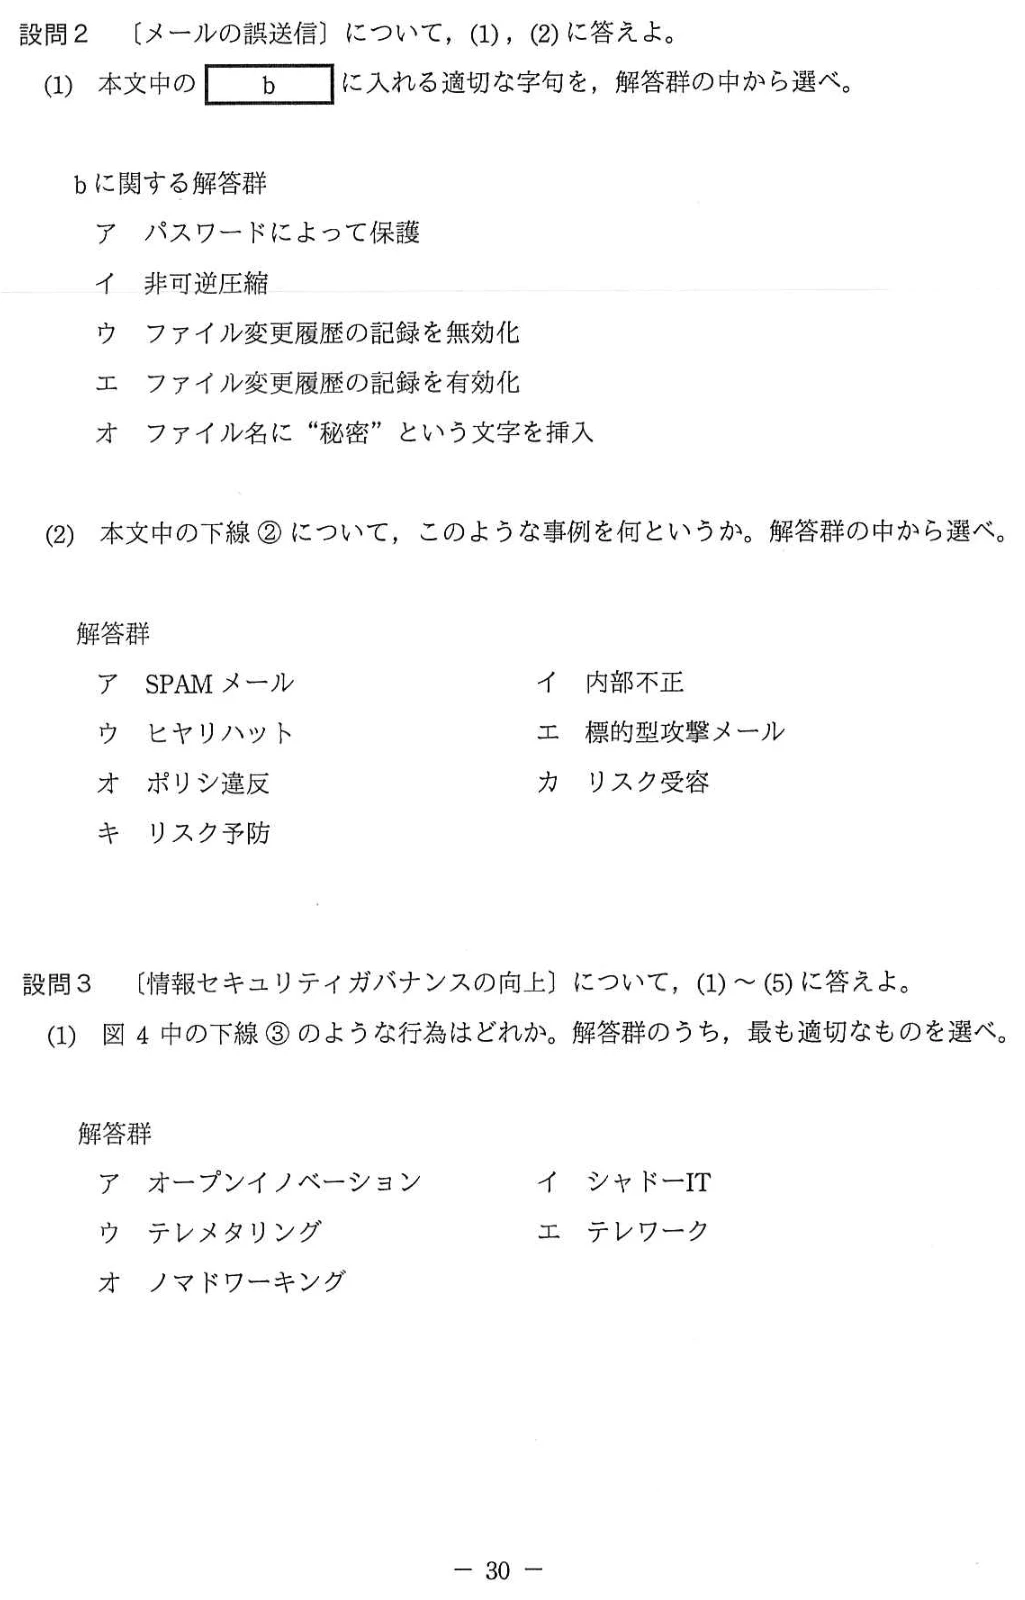 設問2 〔メールの誤送信〕について，(1)，(2)に答えよ。
(1) 本文中の b に入れる適切な字句を，解答群の中から選べ。
bに関する解答群
ア パスワードによって保護
イ 非可逆圧縮
ウ ファイル変更履歴の記録を無効化
エ ファイル変更履歴の記録を有効化
オ ファイル名に“秘密”という文字を挿入
(2) 本文中の下線②について，このような事例を何というか。解答群の中から選べ。
解答群
ア SPAMメール イ 内部不正
ウ ヒヤリハット エ 標的型攻撃メール
オ ポリシ違反 カ リスク受容
キ リスク予防
設問3 〔情報セキュリティガバナンスの向上〕について，(1)～(5)に答えよ。
(1) 図4中の下線③のような行為はどれか。解答群のうち，最も適切なものを選べ。
解答群
ア オープンイノベーション イ シャドーIT
ウ テレメタリング エ テレワーク
オ ノマドワーキング
－ 30 －